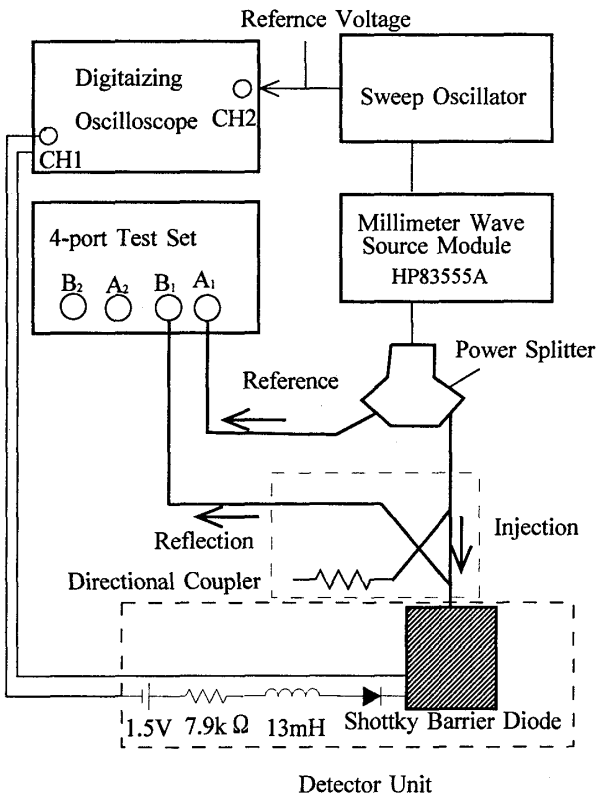 Refernce Voltage
Digitaizing
Oscilloscope
CH2
CH1
Sweep Oscillator
4-port Test Set
B2 A2 B1 A1
Millimeter Wave
Source Module
HP83555A
Power Splitter
Reference
Reflection
Injection
Directional Coupler
1.5V 7.9k Ω 13mH
Shottky Barrier Diode
Detector Unit